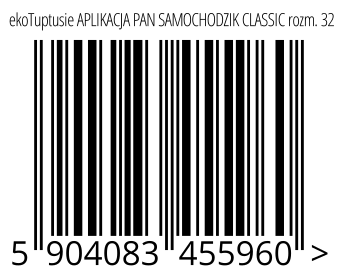 ekoTuptusie APLIKACJA PAN SAMOCHODZIK CLASSIC rozm. 32
5 904083 455960 >